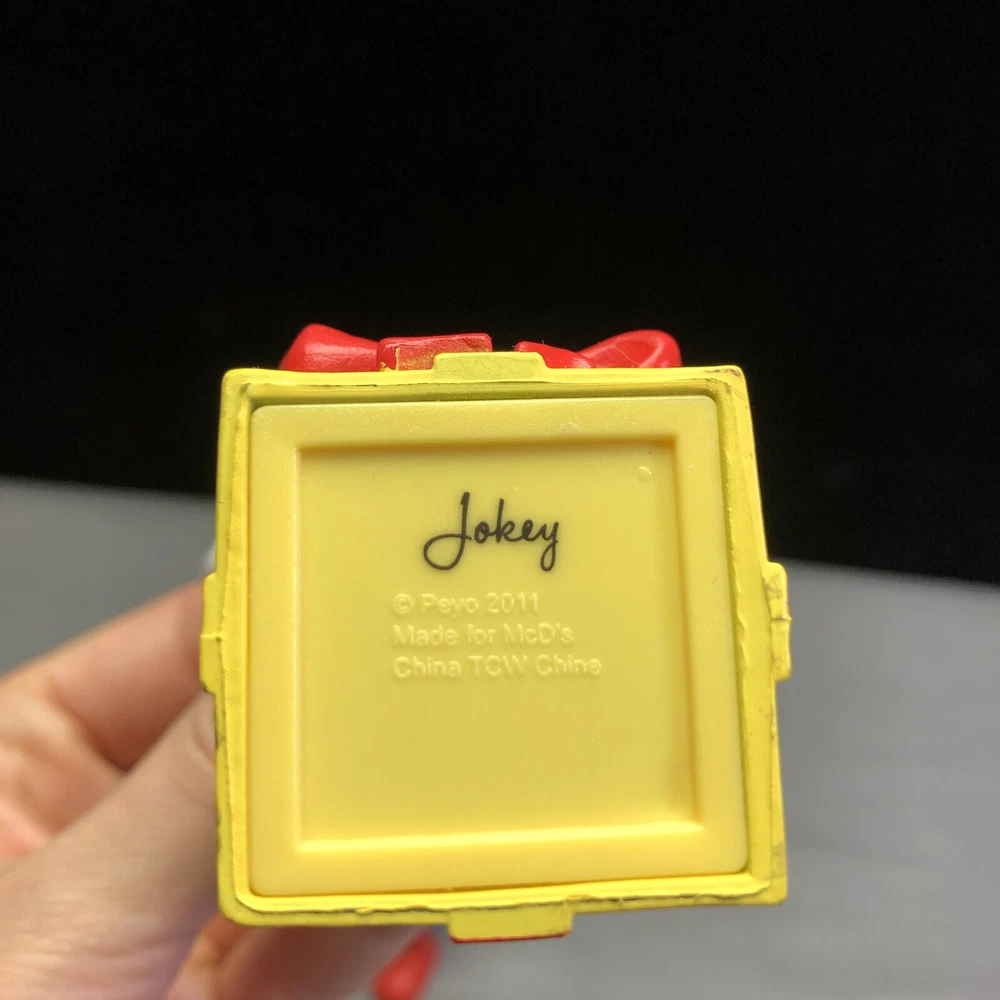 Jokey
© Peyo 2011
Made for McD's
China TCW Chine